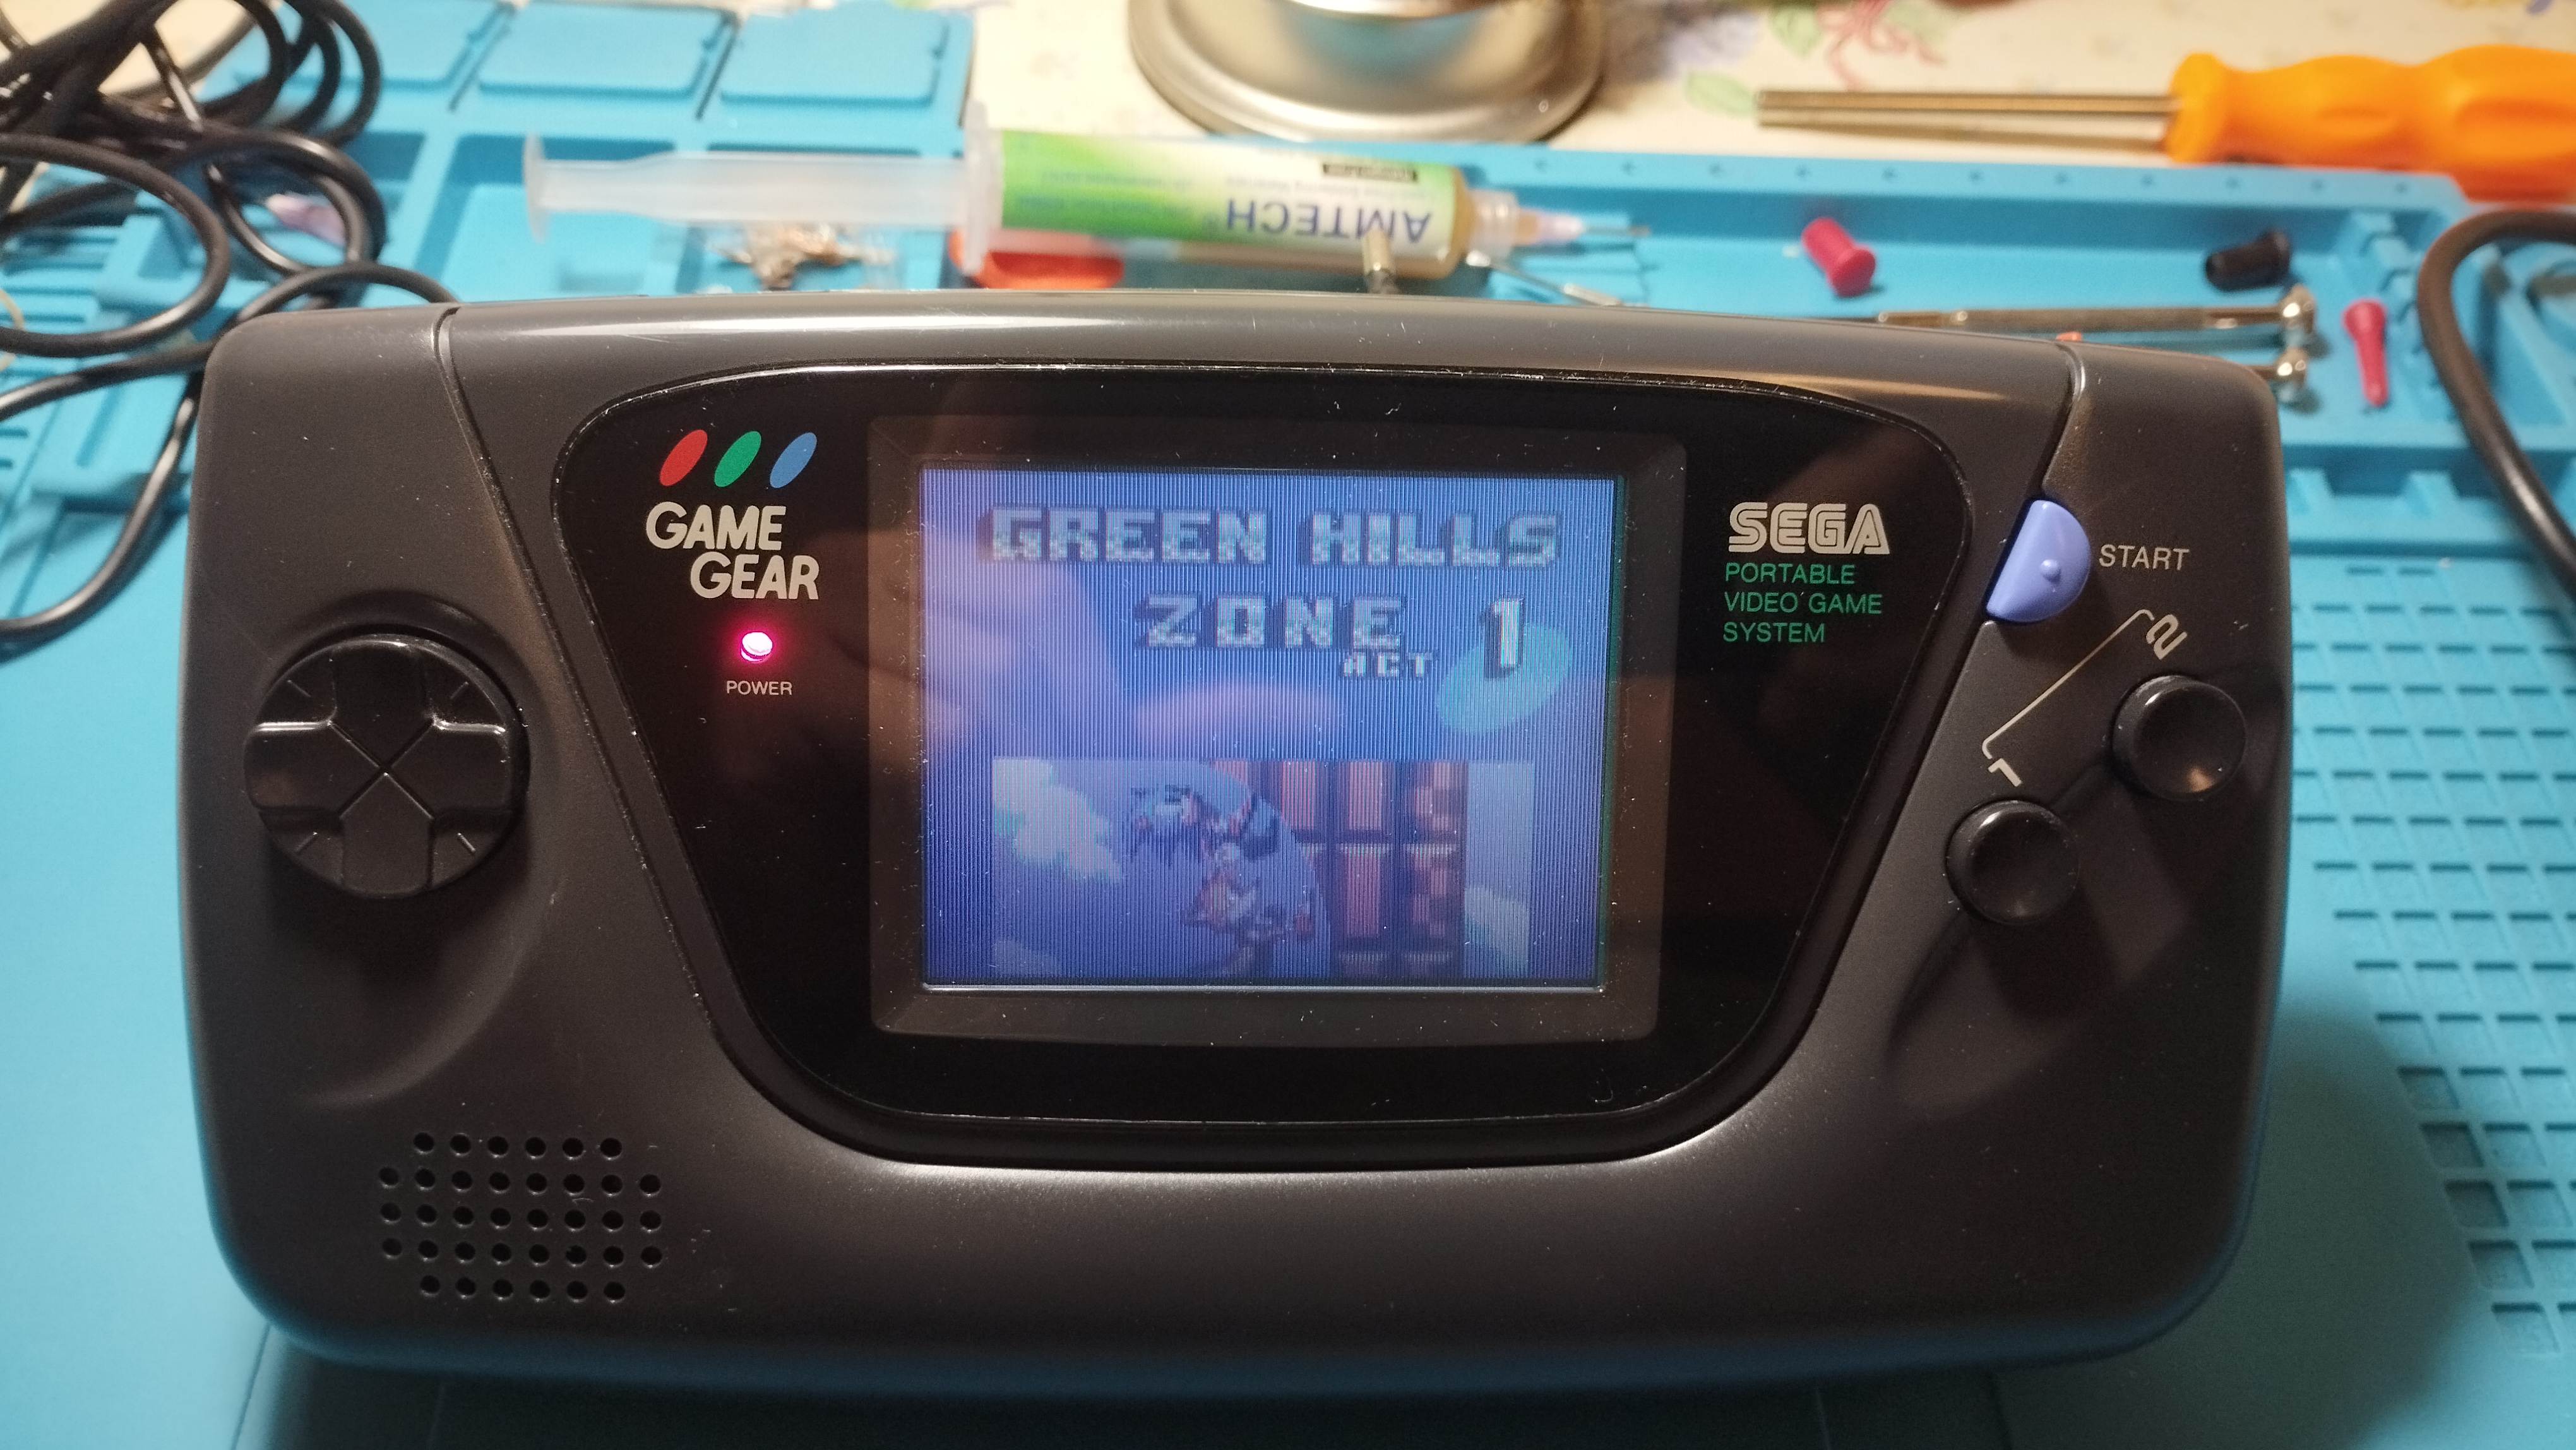 AMTECH
GAME
GEAR
POWER
GREEN HILLS
ZONE 1
ACT
SEGA
PORTABLE
VIDEO GAME
SYSTEM
START
2
1